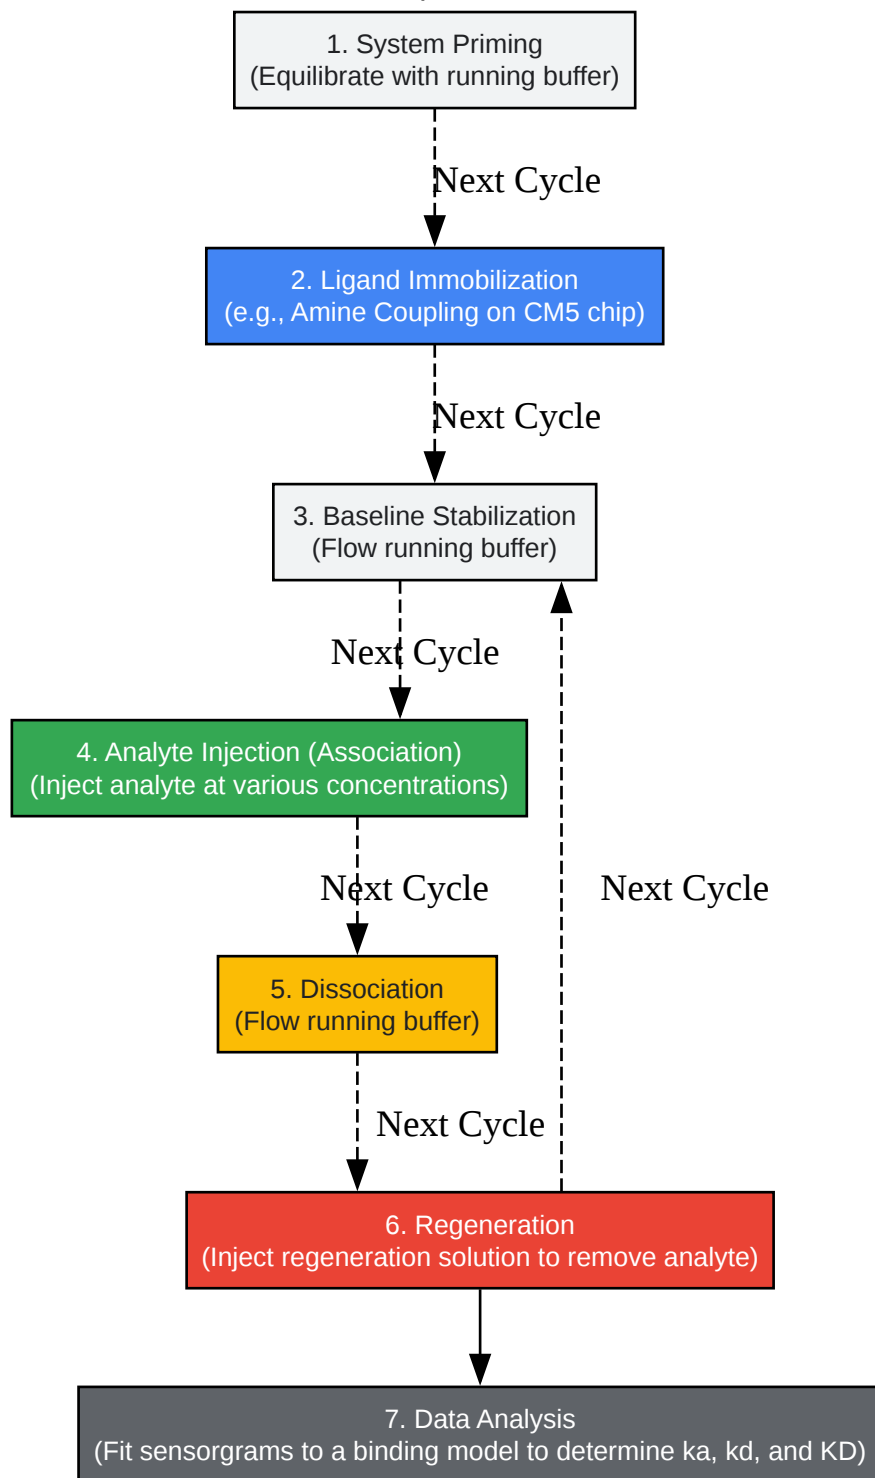 1. System Priming
(Equilibrate with running buffer)
Next Cycle
2. Ligand Immobilization
(e.g., Amine Coupling on CM5 chip)
Next Cycle
3. Baseline Stabilization
(Flow running buffer)
Next Cycle
4. Analyte Injection (Association)
(Inject analyte at various concentrations)
Next Cycle
Next Cycle
5. Dissociation
(Flow running buffer)
Next Cycle
6. Regeneration
(Inject regeneration solution to remove analyte)
7. Data Analysis
(Fit sensorgrams to a binding model to determine ka, kd, and KD)